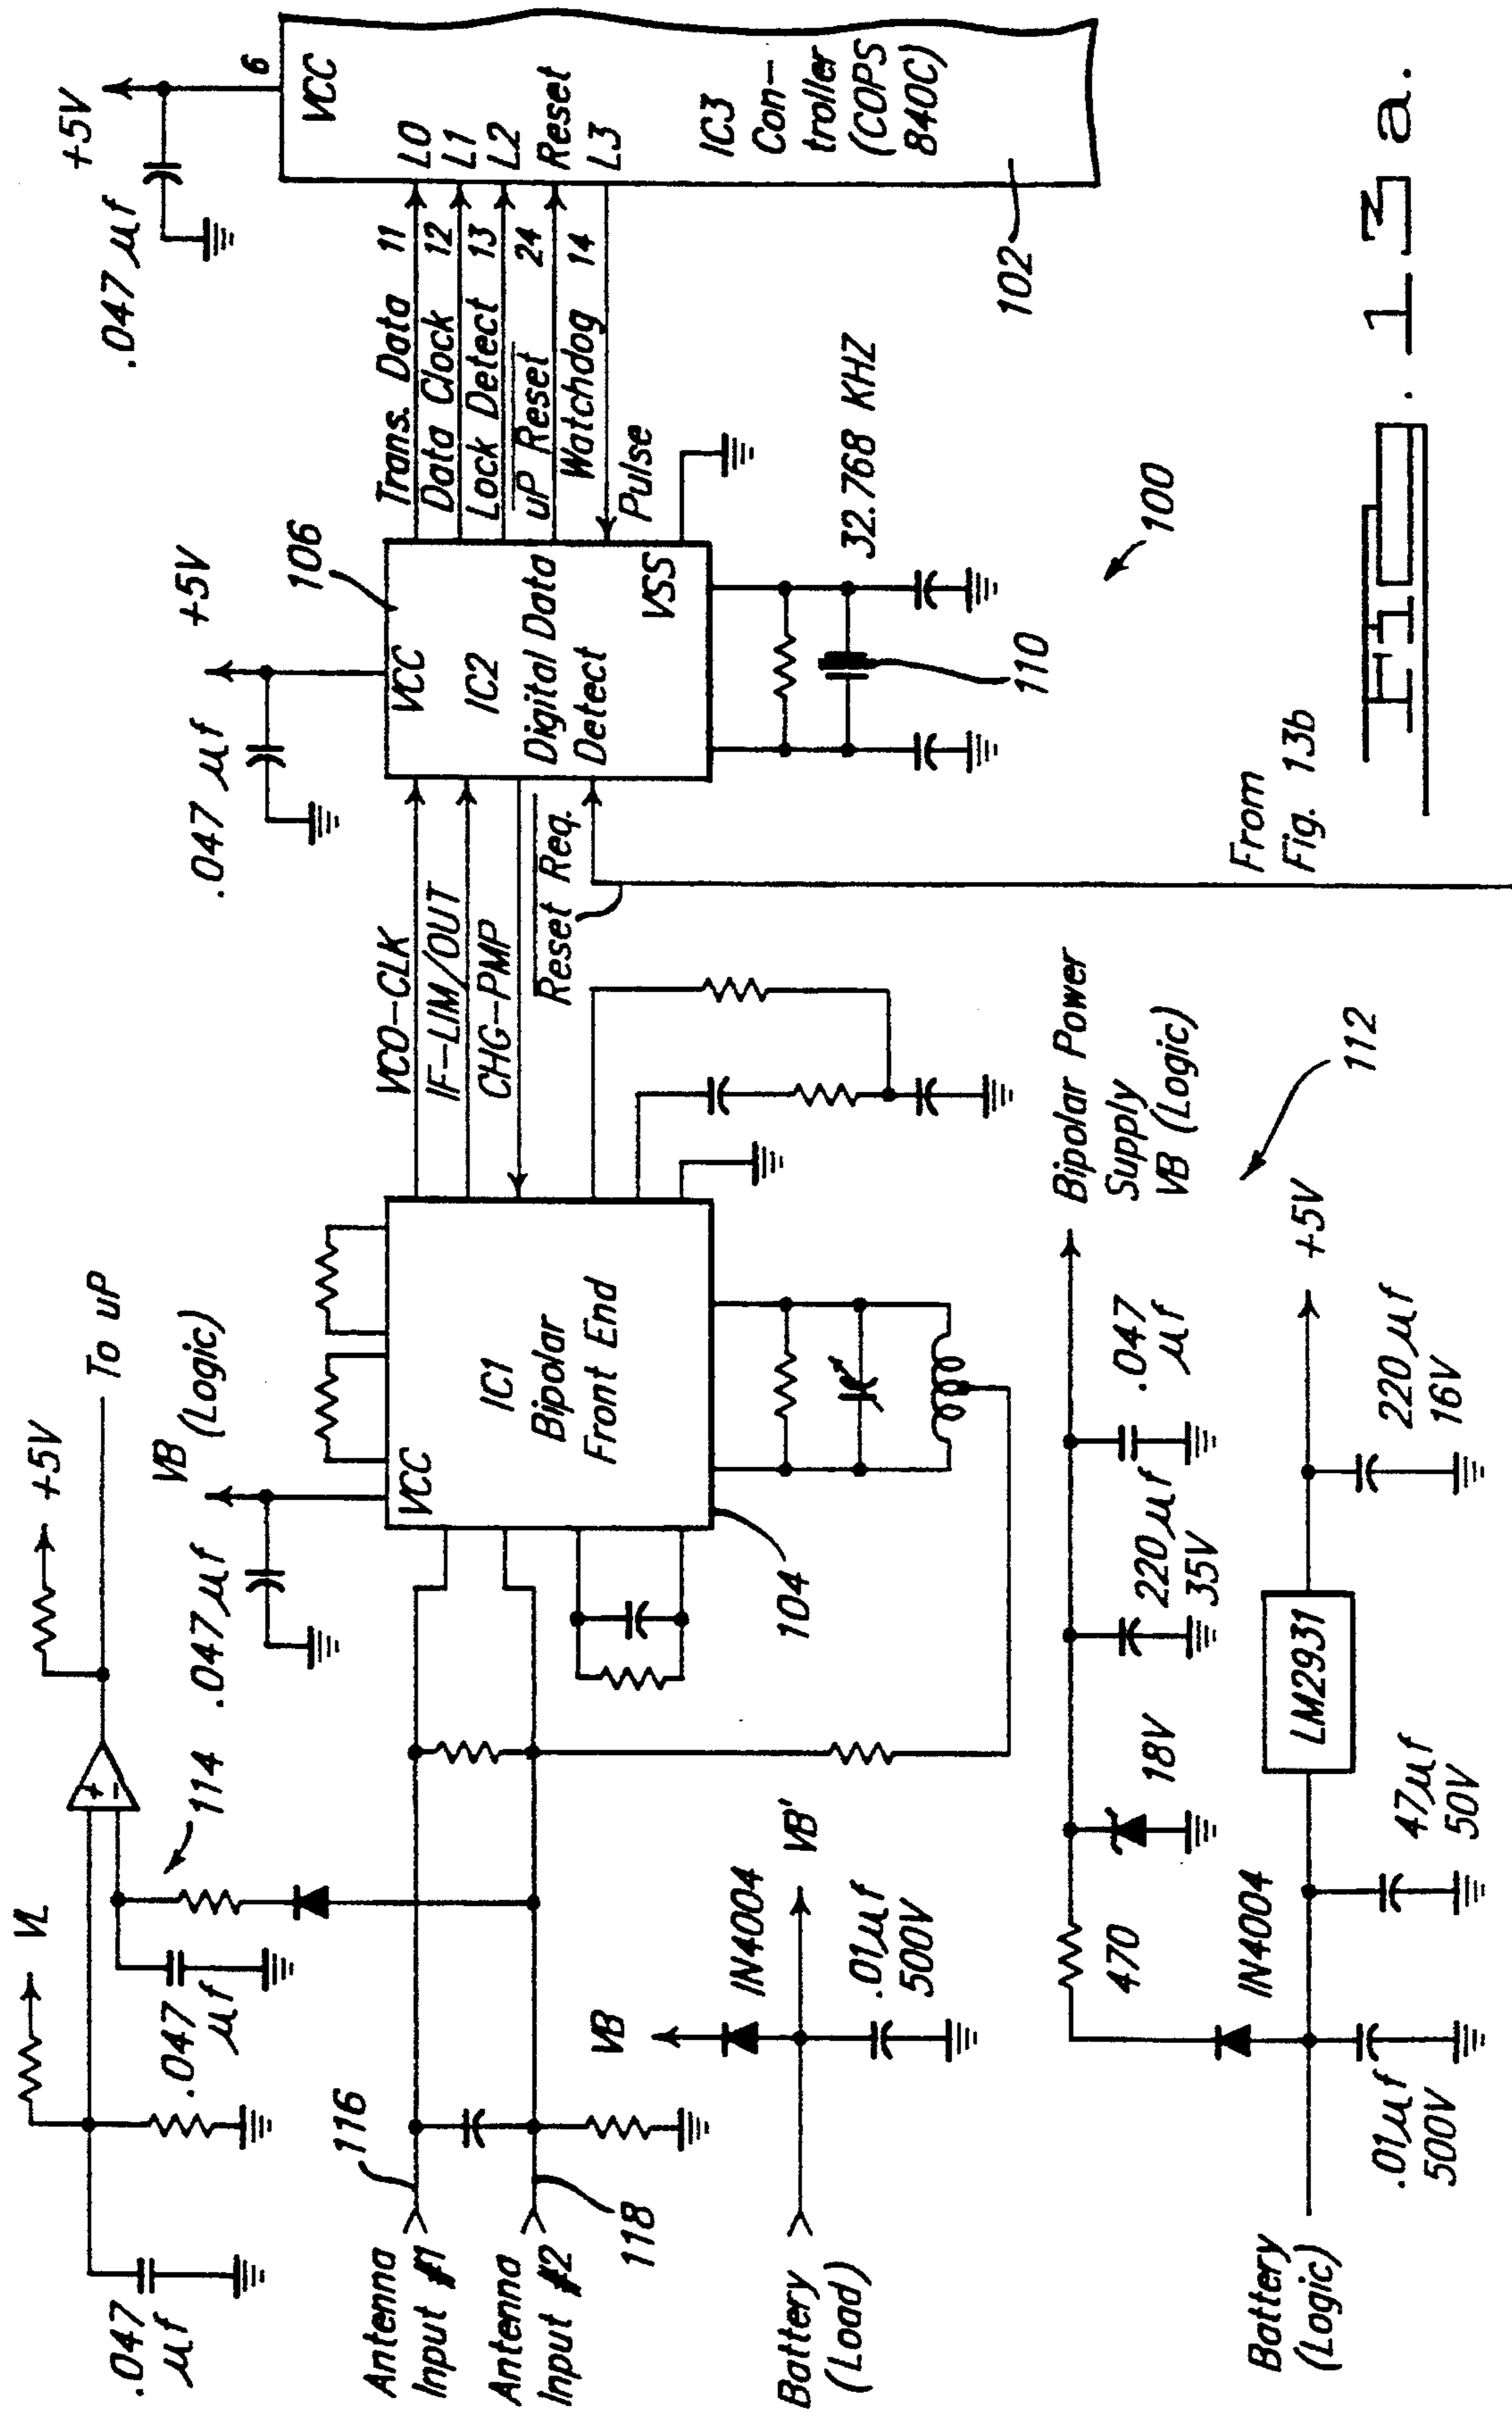 .047
μf
VL
.047
μf
114
+5V
To uP
.047 μf
VB
(Logic)
.047 μf
+5V
106
.047 μf
+5V
6
VCC
L0
L1
L2
Reset
L3
IC3
Con-
troller
(COPS
840C)
102
Trans. Data 11
Data Clock 12
Lock Detect 13
uP Reset 24
Watchdog 14
Pulse
VCC
IC2
Digital Data
Detect
VSS
32.768 KHZ
110
100
VCO-CLK
IF-LIM/OUT
CHG-PMP
Reset Req.
From
Fig. 13b
VCC
IC1
Bipolar
Front End
104
116
Antenna
Input #1
Antenna
Input #2
118
Battery
(Load)
VB
IN4004
VB'
.01μf
500V
Battery
(Logic)
.01μf
500V
IN4004
470
18V
220μf
35V
.047
μf
Bipolar Power
Supply
VB (Logic)
112
47μf
50V
LM2931
+5V
220μf
16V
Fig. 13a.